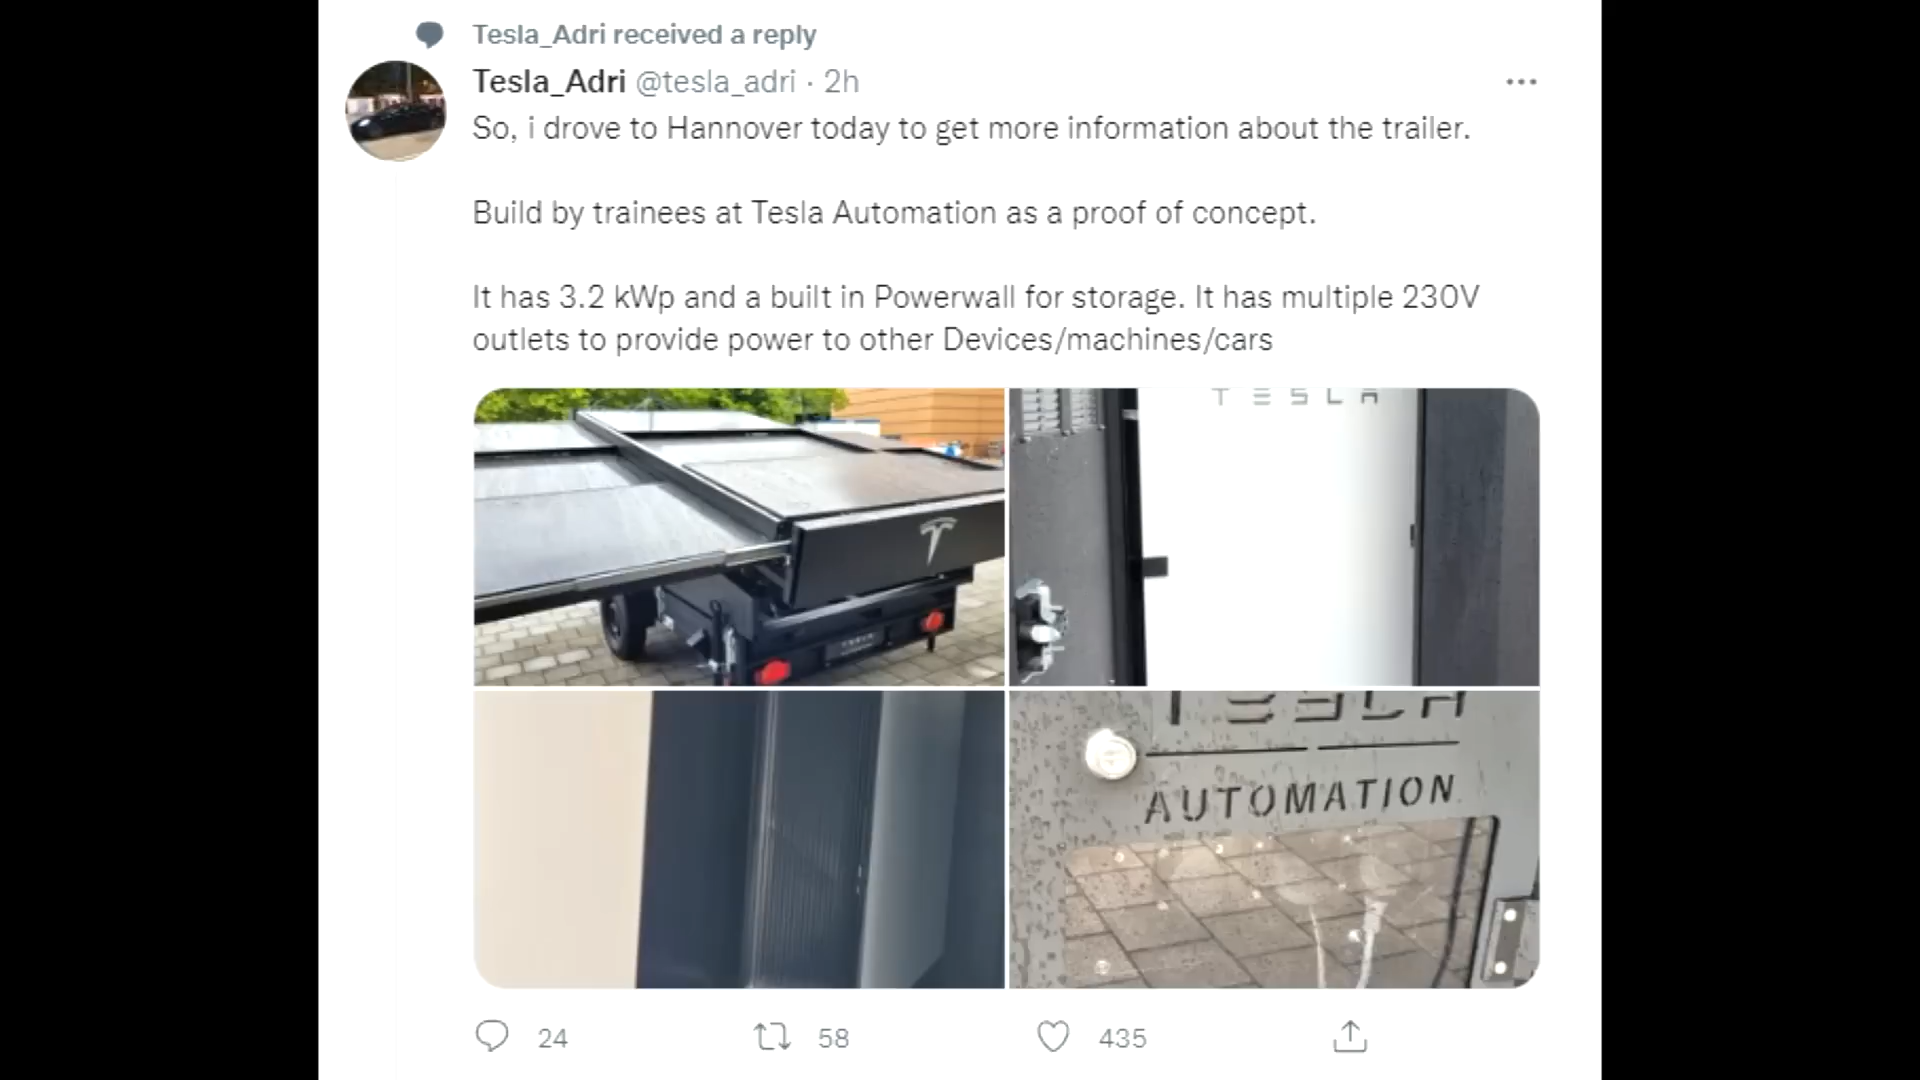 Tesla_Adri received a reply
Tesla_Adri @tesla_adri · 2h
So, i drove to Hannover today to get more information about the trailer.
Build by trainees at Tesla Automation as a proof of concept.
It has 3.2 kWp and a built in Powerwall for storage. It has multiple 230V
outlets to provide power to other Devices/machines/cars
TESLA
TESLA
TESLA
AUTOMATION
24 58 435